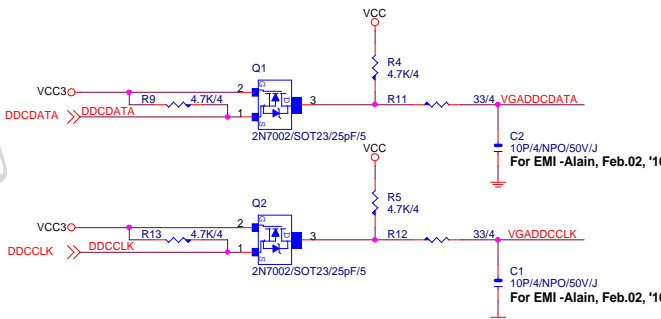 VCC
Q1
R4
4.7K/4
VCC3
2
G
D
S
R9 4.7K/4
3
R11 33/4 VGADDCDATA
DDCDATA DDCDATA
1
2N7002/SOT23/25pF/5
C2
10P/4/NPO/50V/J
For EMI -Alain, Feb.02, '10
VCC
Q2
R5
4.7K/4
VCC3
2
G
D
S
R13 4.7K/4
3
R12 33/4 VGADDCCLK
DDCCLK DDCCLK
1
2N7002/SOT23/25pF/5
C1
10P/4/NPO/50V/J
For EMI -Alain, Feb.02, '10